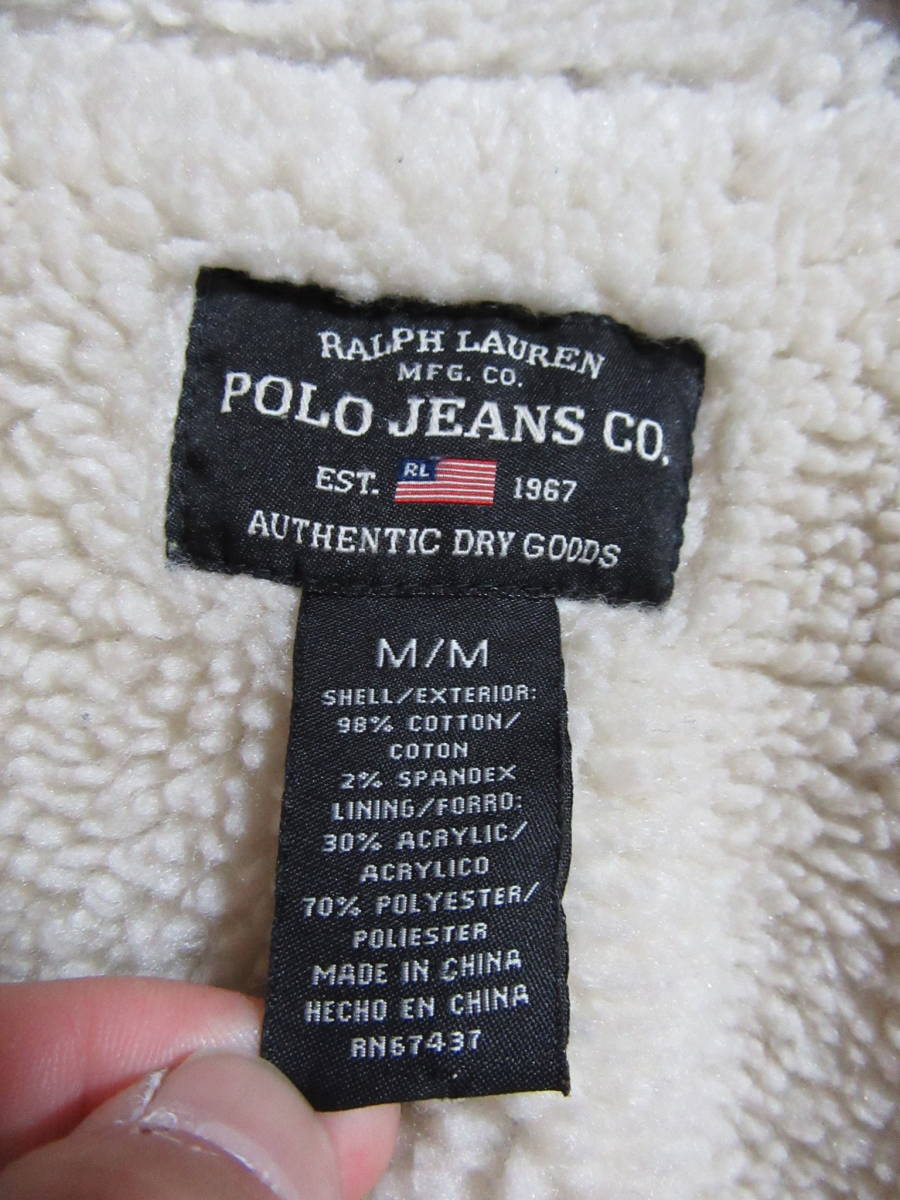 RALPH LAUREN
MFG. CO.
POLO JEANS CO.
EST. RL 1967
AUTHENTIC DRY GOODS
M/M
SHELL/EXTERIOR:
98% COTTON/
COTON
2% SPANDEX
LINING/FORRO:
30% ACRYLIC/
ACRYLICO
70% POLYESTER/
POLIESTER
MADE IN CHINA
HECHO EN CHINA
RN67437